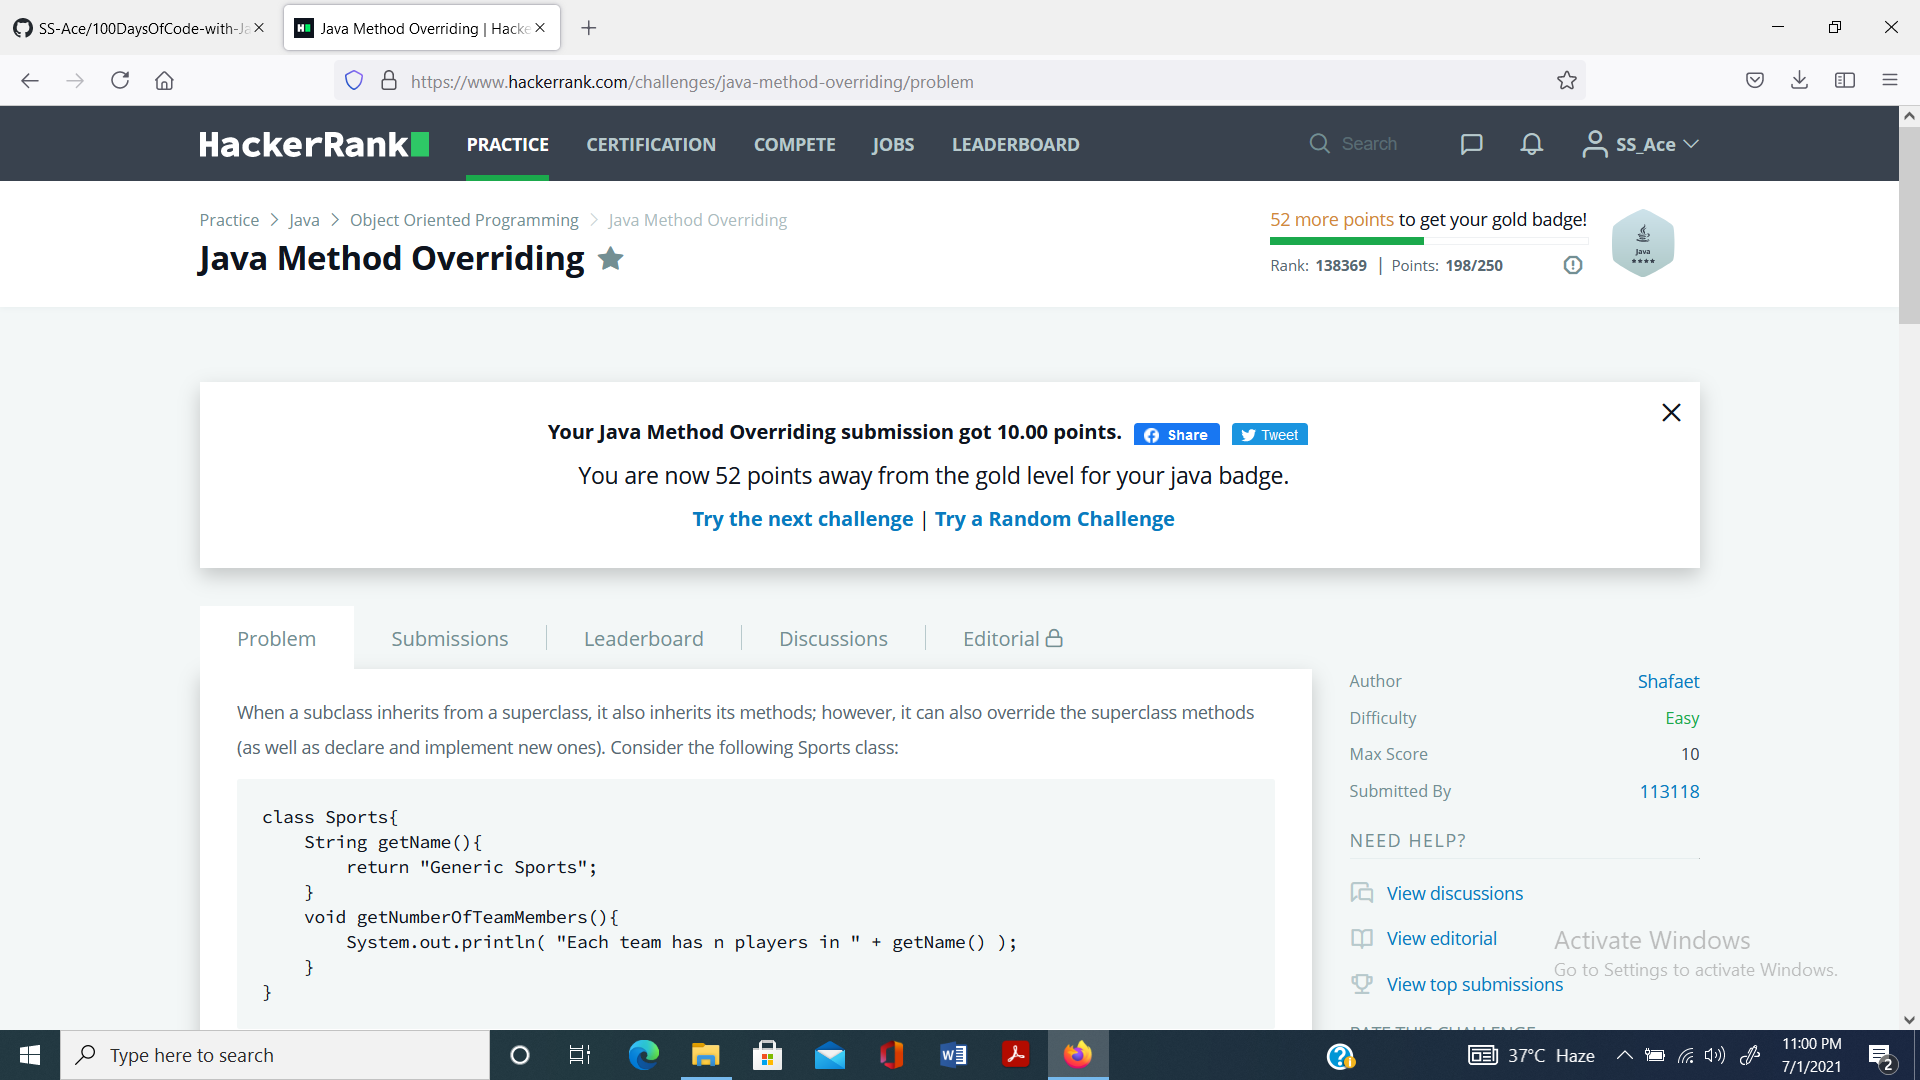 SS-Ace/100DaysOfCode-with-Ja
Java Method Overriding | Hacke
https://www.hackerrank.com/challenges/java-method-overriding/problem
HackerRank PRACTICE CERTIFICATION COMPETE JOBS LEADERBOARD Search SS_Ace
Practice > Java > Object Oriented Programming > Java Method Overriding
Java Method Overriding
52 more points to get your gold badge!
Rank: 138369 | Points: 198/250
Java
Your Java Method Overriding submission got 10.00 points. Share Tweet
You are now 52 points away from the gold level for your java badge.
Try the next challenge | Try a Random Challenge
Problem Submissions Leaderboard Discussions Editorial
When a subclass inherits from a superclass, it also inherits its methods; however, it can also override the superclass methods
(as well as declare and implement new ones). Consider the following Sports class:
class Sports{
    String getName(){
        return "Generic Sports";
    }
    void getNumberOfTeamMembers(){
        System.out.println( "Each team has n players in " + getName() );
    }
}
Author Shafaet
Difficulty Easy
Max Score 10
Submitted By 113118
NEED HELP?
View discussions
View editorial
View top submissions
RATE THIS CHALLENGE
Activate Windows
Go to Settings to activate Windows.
Type here to search
37°C Haze
11:00 PM
7/1/2021
2